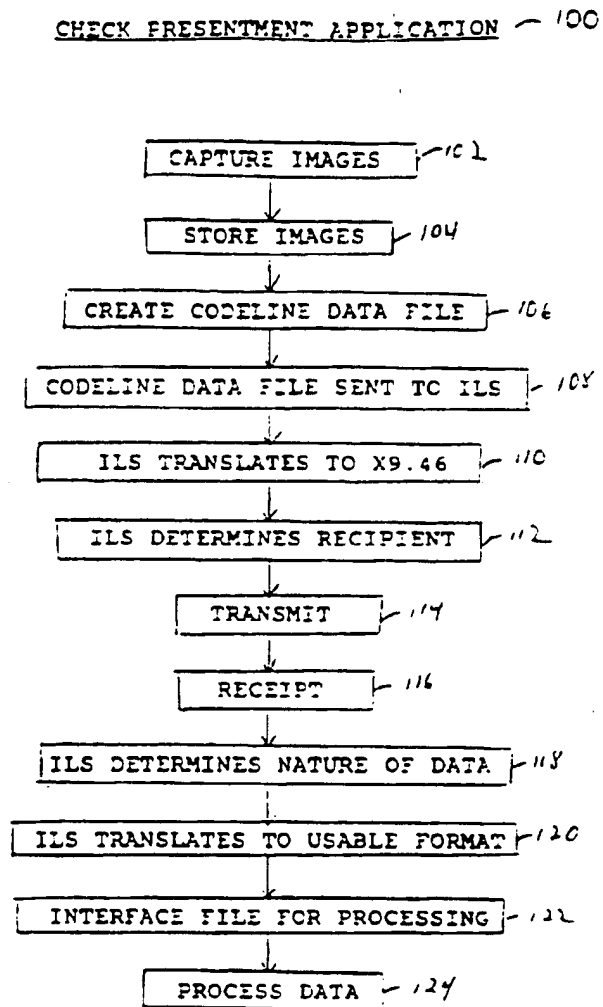 CHECK PRESENTMENT APPLICATION 100
CAPTURE IMAGES 102
STORE IMAGES 104
CREATE CODELINE DATA FILE 106
CODELINE DATA FILE SENT TO ILS 108
ILS TRANSLATES TO X9.46 110
ILS DETERMINES RECIPIENT 112
TRANSMIT 114
RECEIPT 116
ILS DETERMINES NATURE OF DATA 118
ILS TRANSLATES TO USABLE FORMAT 120
INTERFACE FILE FOR PROCESSING 122
PROCESS DATA 124